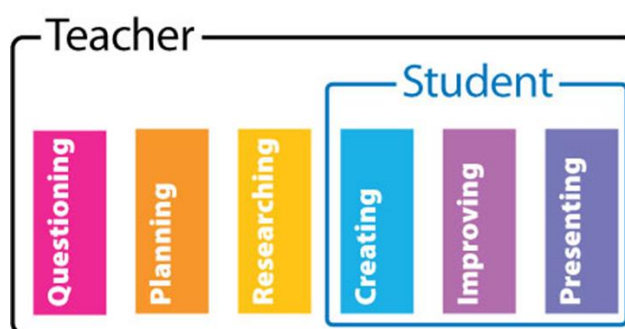 Teacher
Student
Questioning
Planning
Researching
Creating
Improving
Presenting